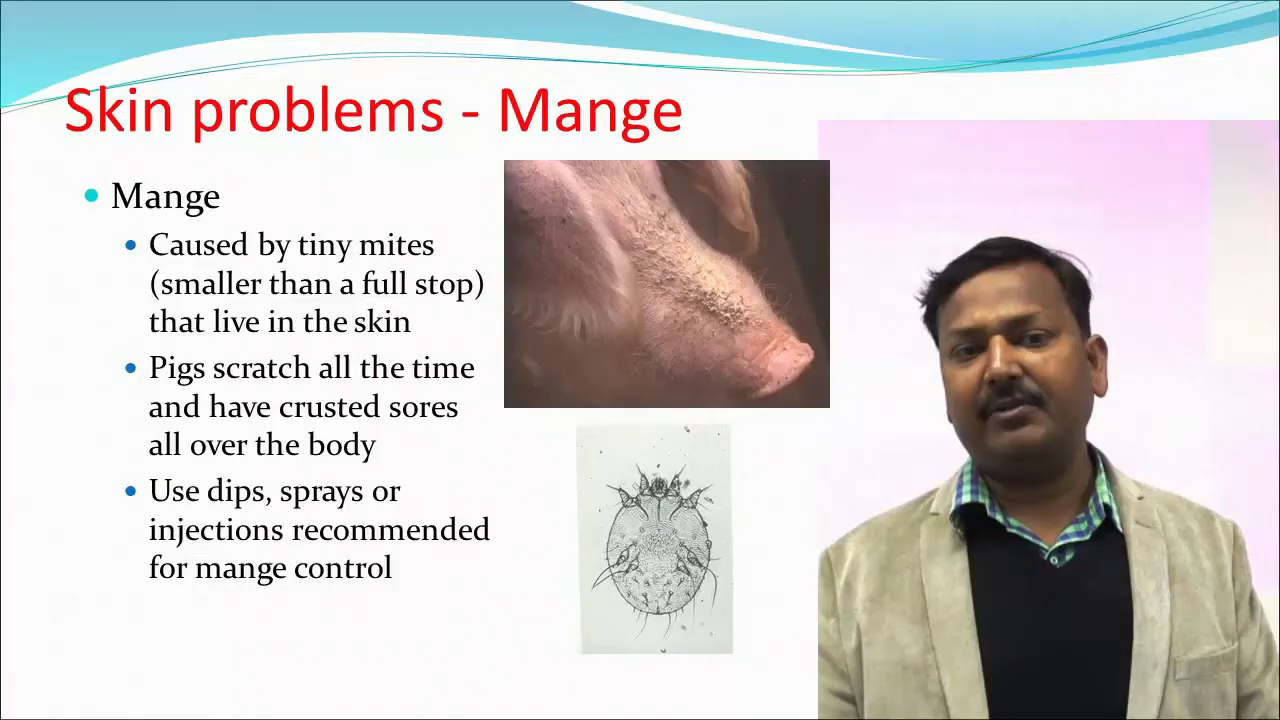 Skin problems - Mange
Mange
Caused by tiny mites
(smaller than a full stop)
that live in the skin
Pigs scratch all the time
and have crusted sores
all over the body
Use dips, sprays or
injections recommended
for mange control